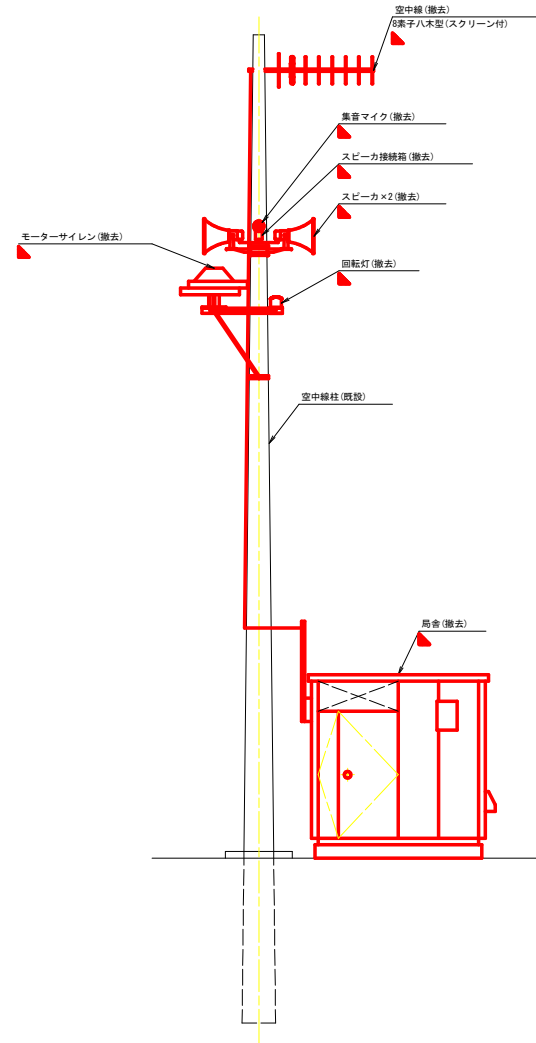 空中線(撤去)
8素子八木型(スクリーン付)
集音マイク(撤去)
スピーカ接続箱(撤去)
スピーカ×2(撤去)
モーターサイレン(撤去)
回転灯(撤去)
空中線柱(既設)
局舎(撤去)